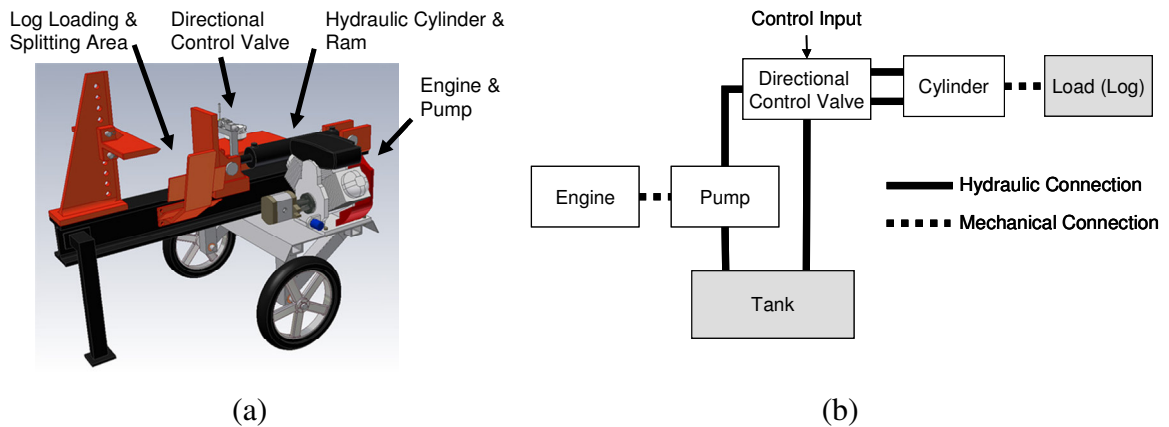 Log Loading &
Splitting Area
Directional
Control Valve
Hydraulic Cylinder &
Ram
Engine &
Pump
(a)
Control Input
Directional
Control Valve
Cylinder
Load (Log)
Engine
Pump
Hydraulic Connection
Mechanical Connection
Tank
(b)